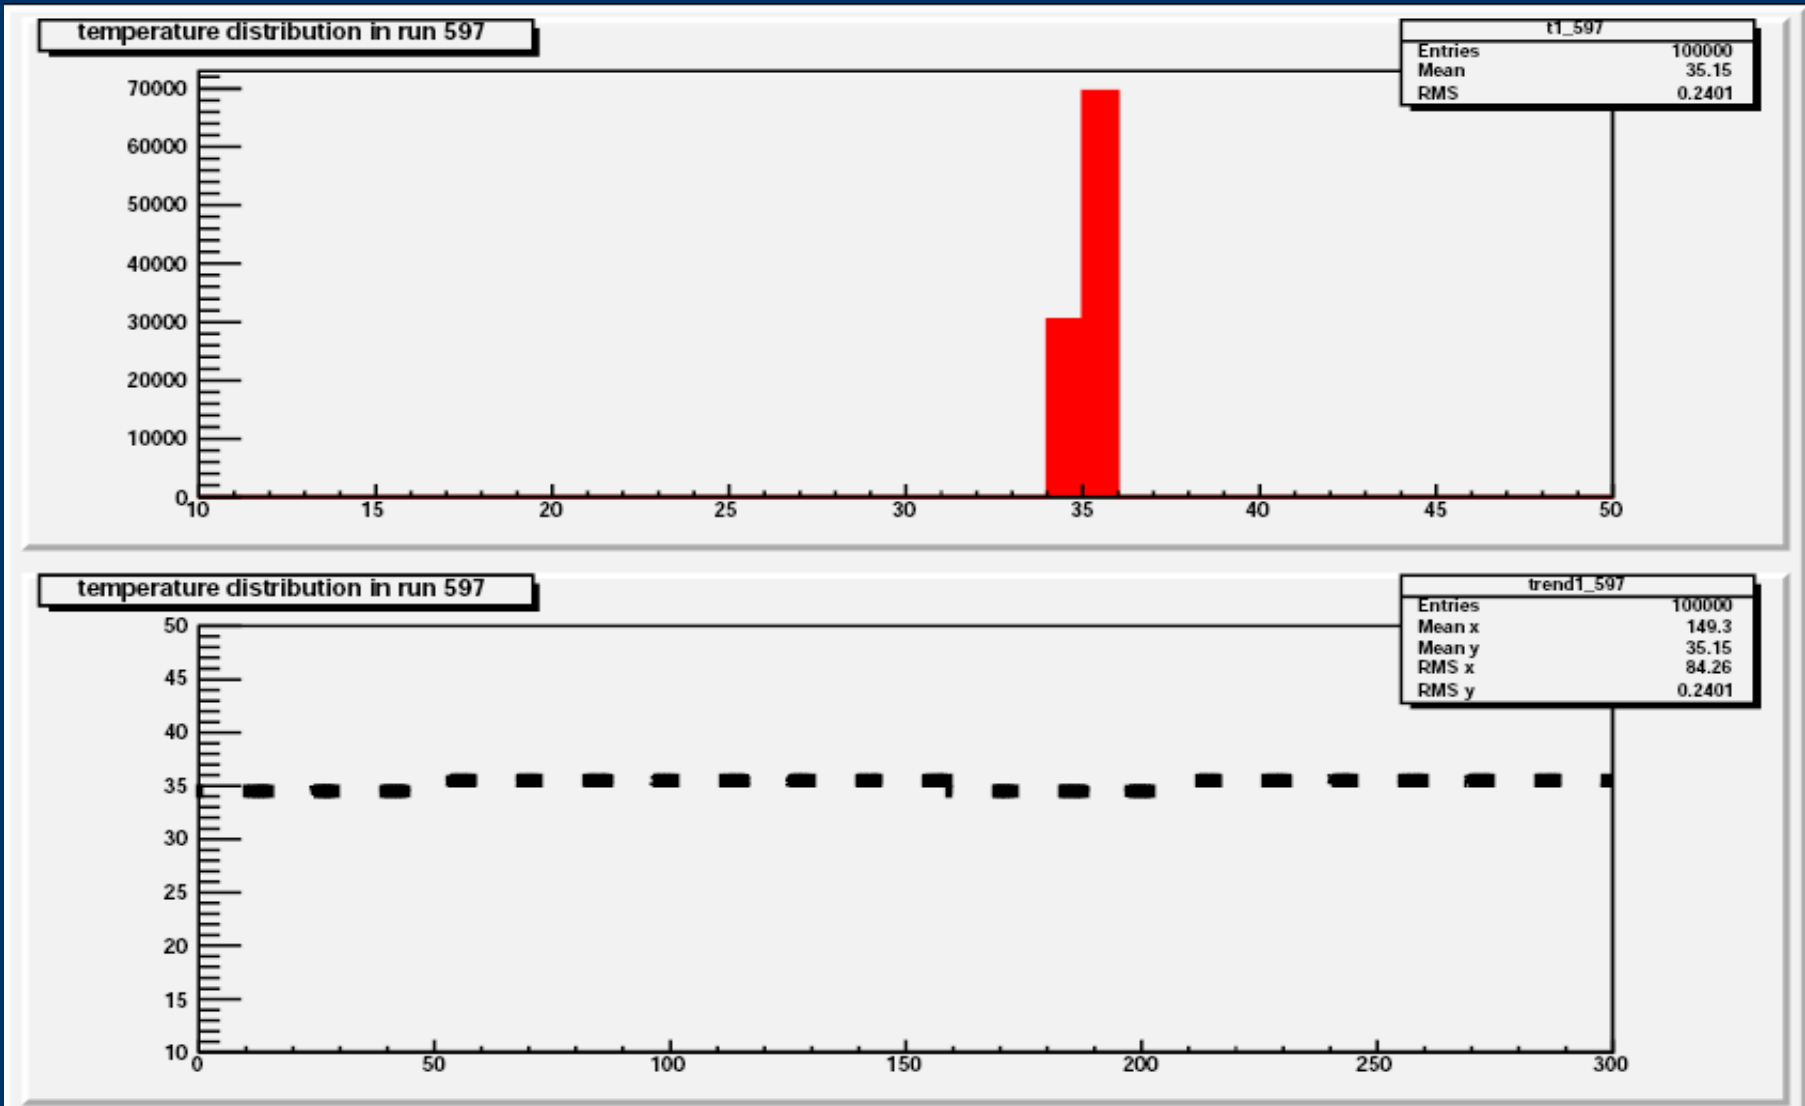 temperature distribution in run 597
t1_597
Entries 100000
Mean 35.15
RMS 0.2401
70000
60000
50000
40000
30000
20000
10000
0
10 15 20 25 30 35 40 45 50
temperature distribution in run 597
trend1_597
Entries 100000
Mean x 149.3
Mean y 35.15
RMS x 84.26
RMS y 0.2401
50
45
40
35
30
25
20
15
10
0 50 100 150 200 250 300